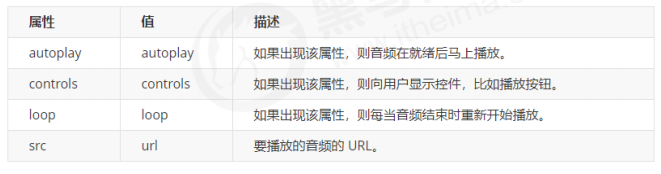 属性 值 描述
autoplay autoplay 如果出现该属性，则音频在就绪后马上播放。
controls controls 如果出现该属性，则向用户显示控件，比如播放按钮。
loop loop 如果出现该属性，则每当音频结束时重新开始播放。
src url 要播放的音频的 URL。